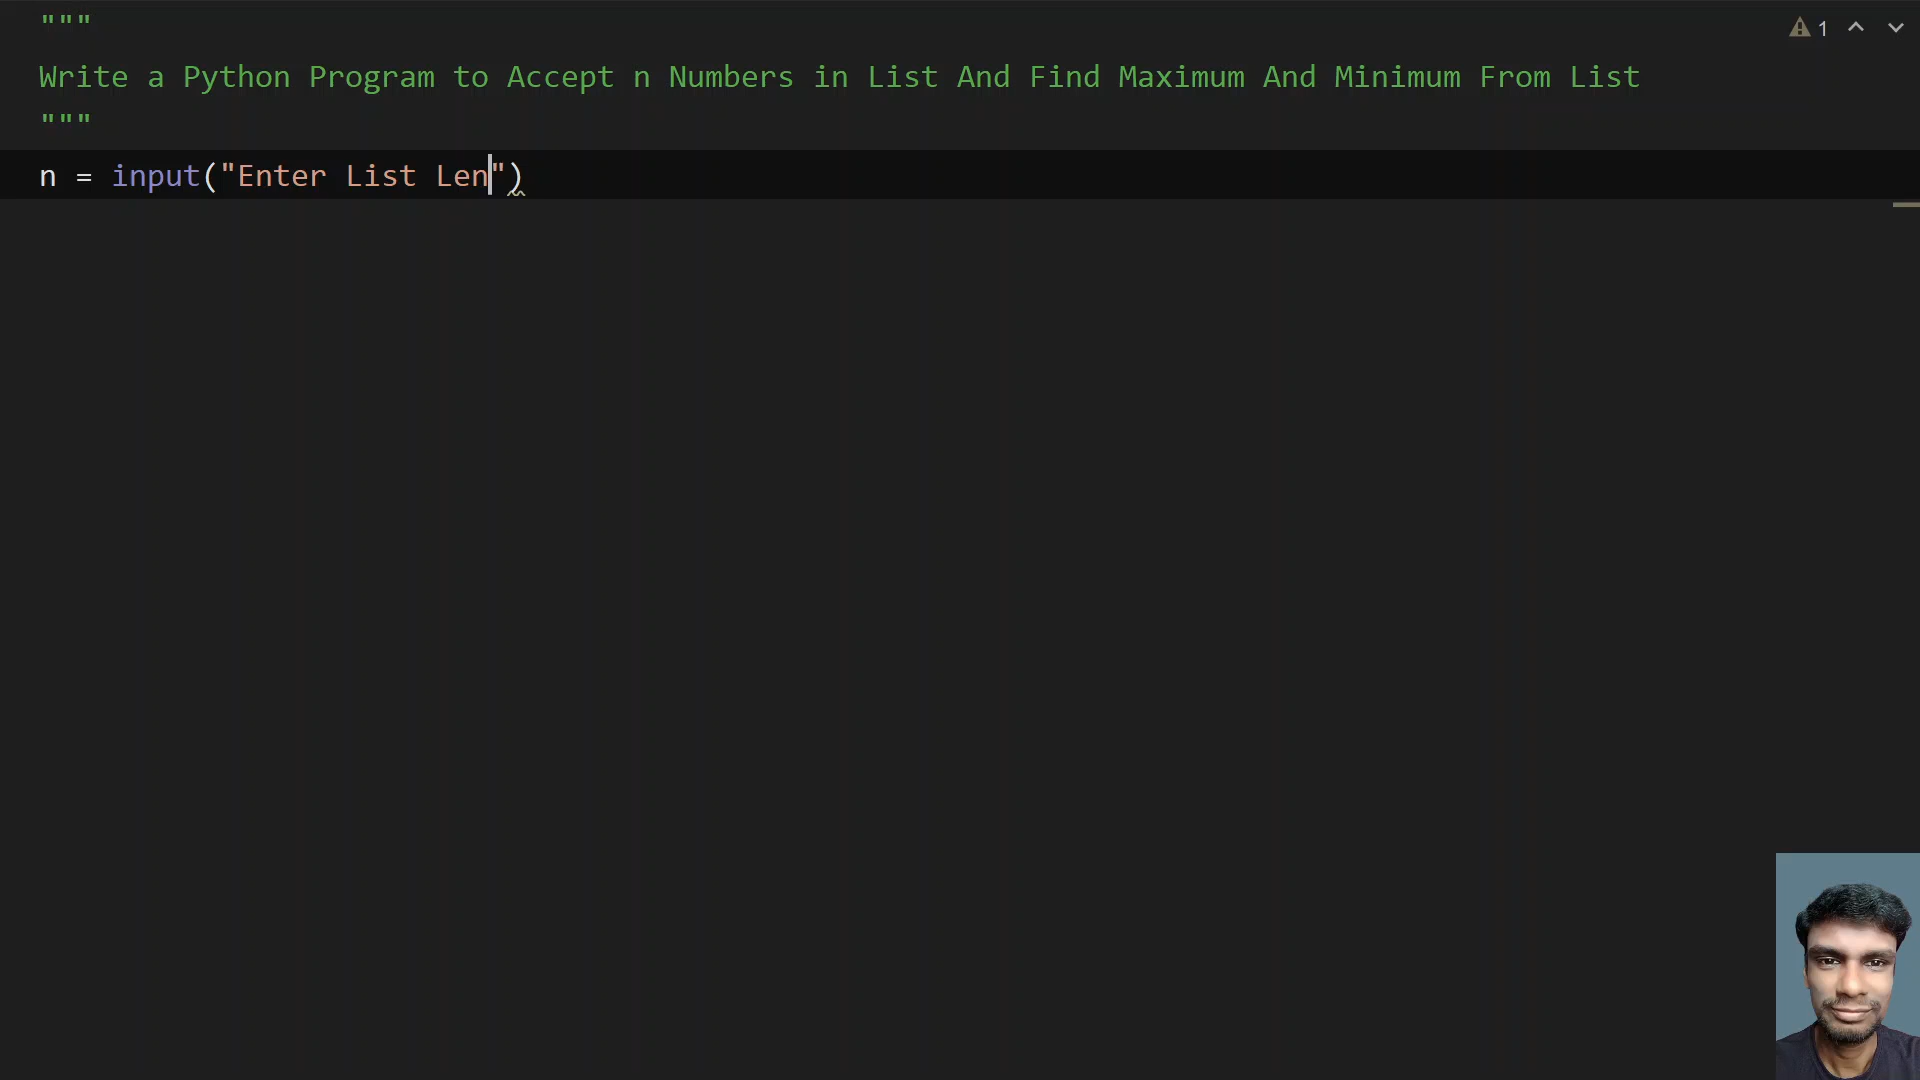 """
1
Write a Python Program to Accept n Numbers in List And Find Maximum And Minimum From List
"""
n = input("Enter List Len")